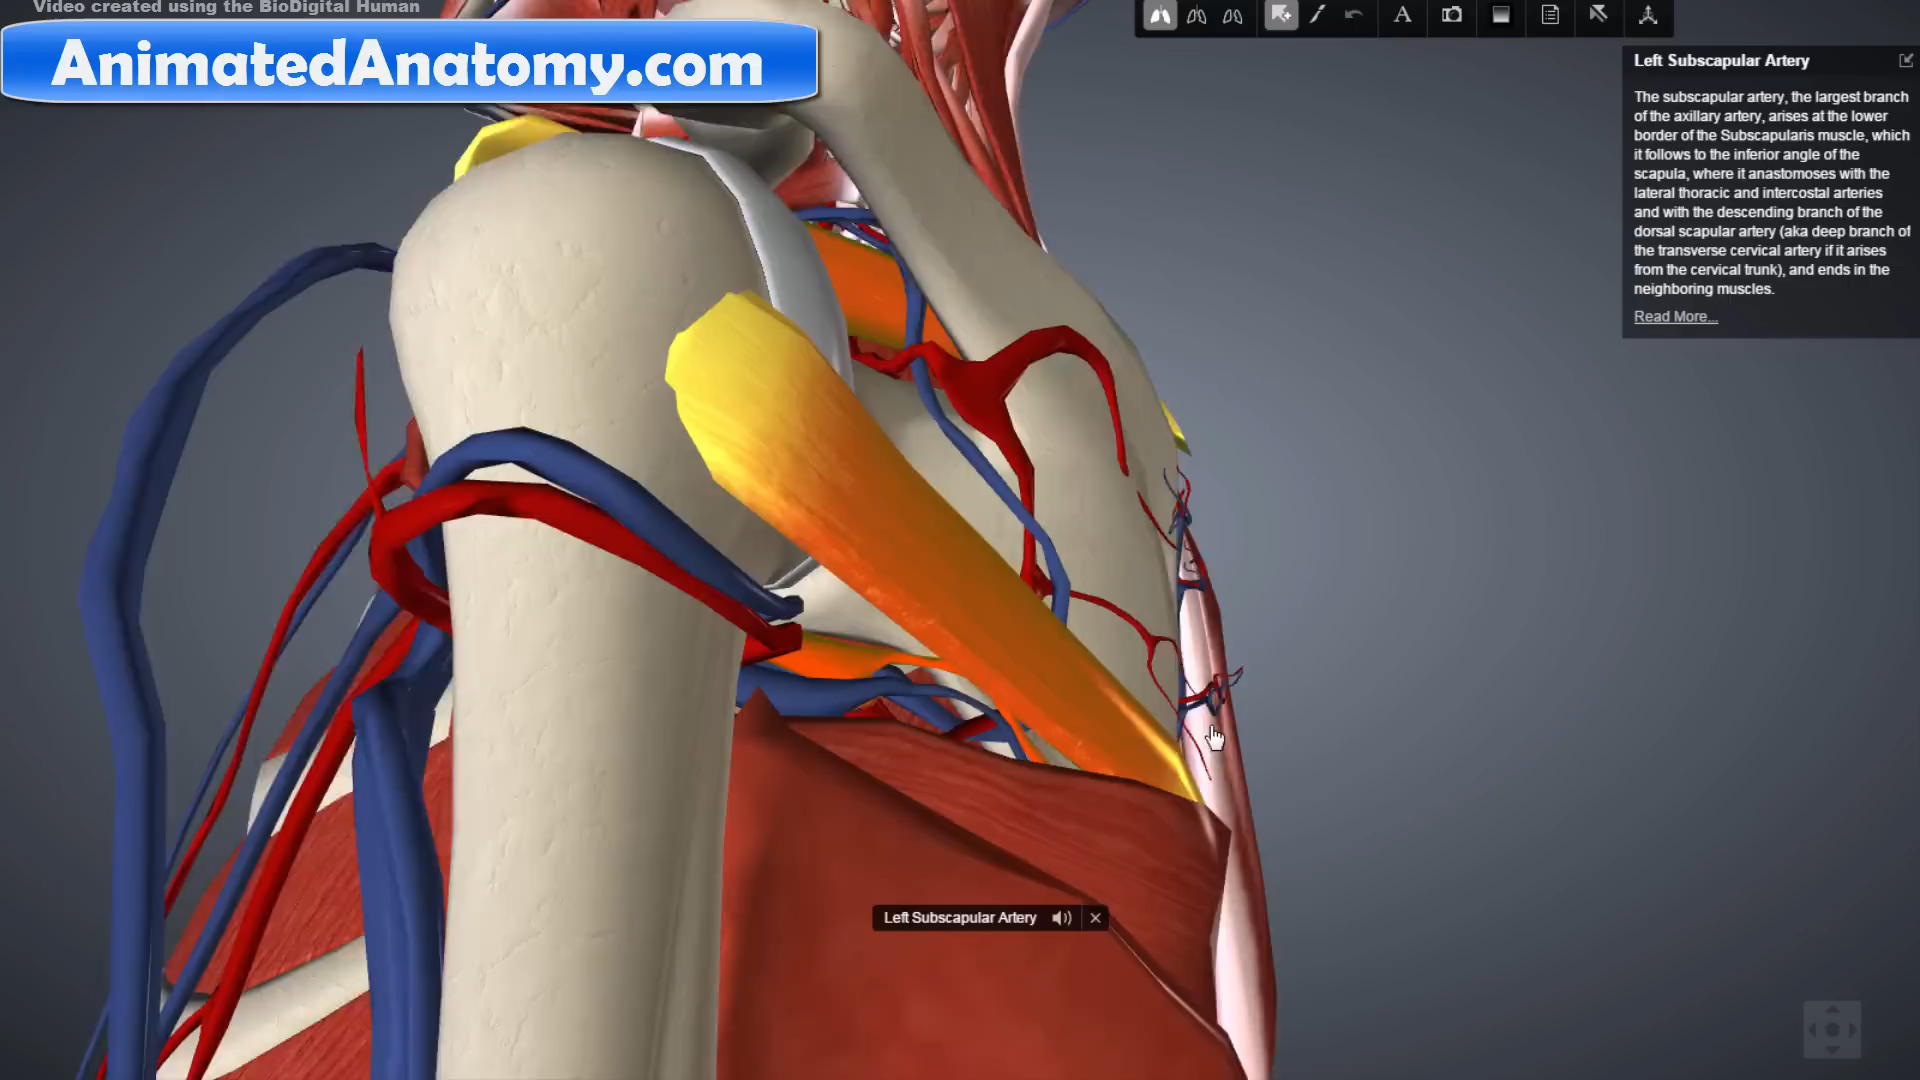 Video created using the BioDigital Human
AnimatedAnatomy.com
A
Left Subscapular Artery
The subscapular artery, the largest branch
of the axillary artery, arises at the lower
border of the Subscapularis muscle, which
it follows to the inferior angle of the
scapula, where it anastomoses with the
lateral thoracic and intercostal arteries
and with the descending branch of the
dorsal scapular artery (aka deep branch of
the transverse cervical artery if it arises
from the cervical trunk), and ends in the
neighboring muscles.
Read More...
Left Subscapular Artery